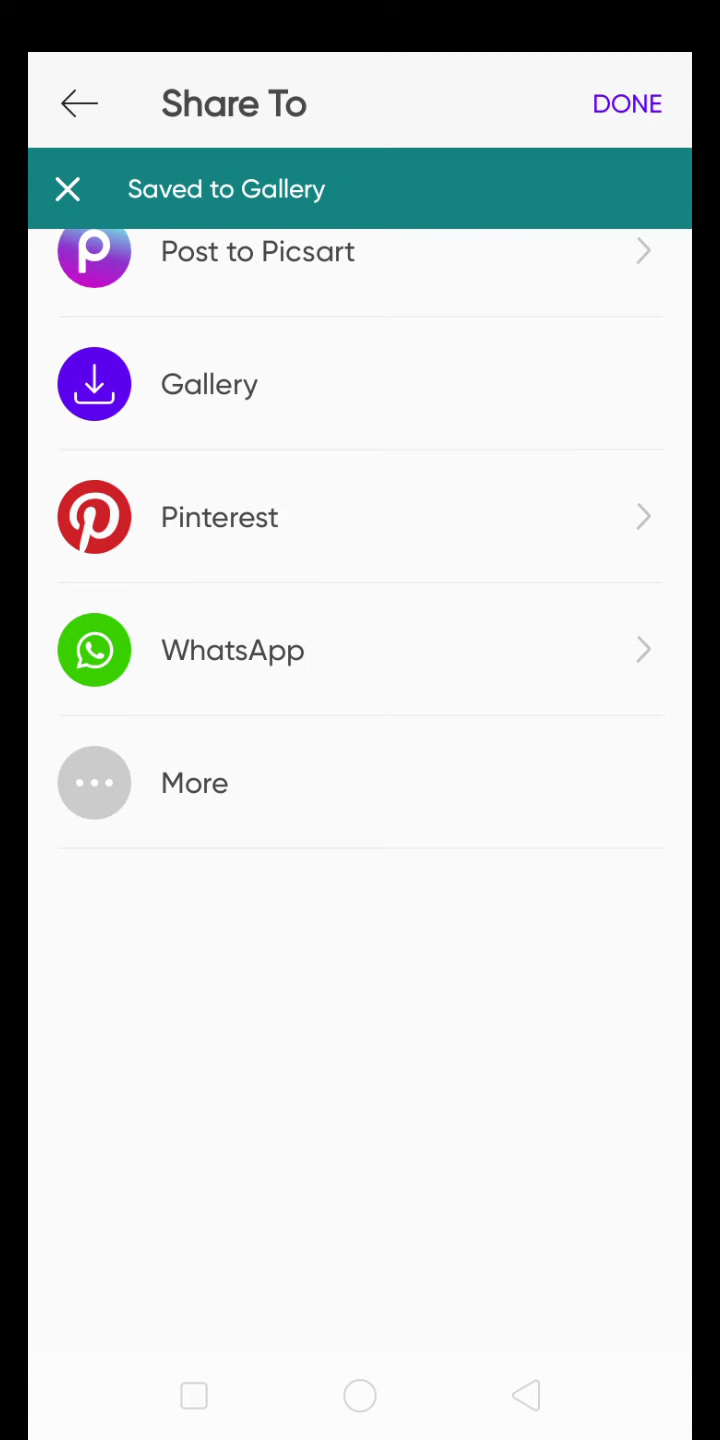 Share To
DONE
Saved to Gallery
Post to Picsart
Gallery
Pinterest
WhatsApp
More